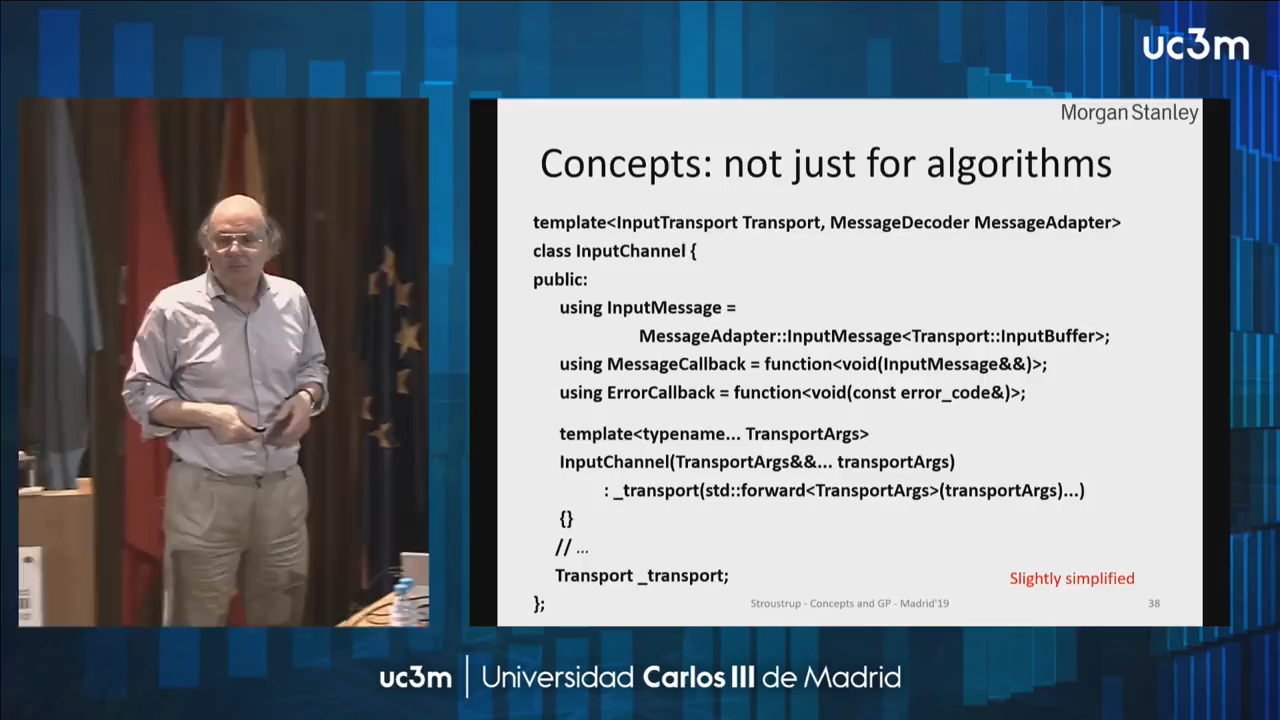 uc3m
Morgan Stanley
Concepts: not just for algorithms
template<InputTransport Transport, MessageDecoder MessageAdapter>
class InputChannel {
public:
using InputMessage =
MessageAdapter::InputMessage<Transport::InputBuffer>;
using MessageCallback = function<void(InputMessage&&)>;
using ErrorCallback = function<void(const error_code&)>;
template<typename... TransportArgs>
InputChannel(TransportArgs&&... transportArgs)
: _transport(std::forward<TransportArgs>(transportArgs)...)
{}
// ...
Transport _transport;
Slightly simplified
};
Stroustrup - Concepts and GP - Madrid'19
38
uc3m | Universidad Carlos III de Madrid